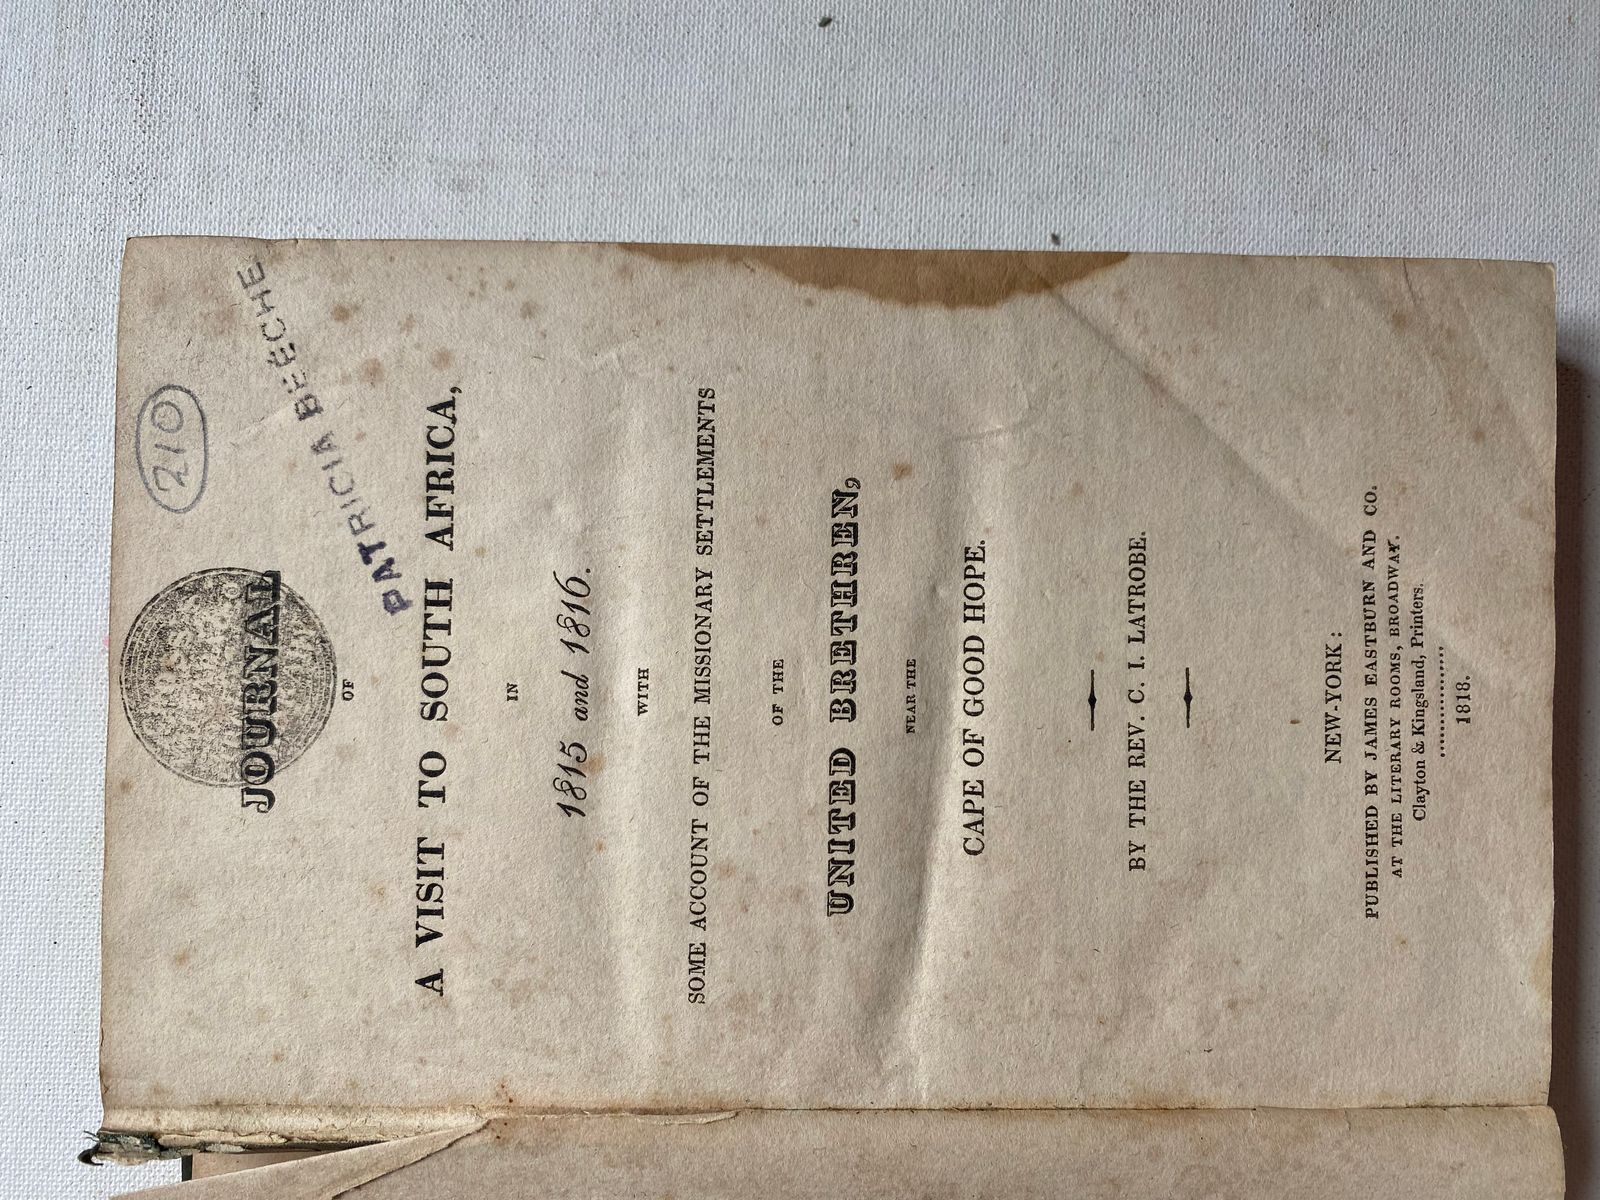 210
JOURNAL
PATRICIA BEECHE
OF
A VISIT TO SOUTH AFRICA,
IN
1815 and 1816.
WITH
SOME ACCOUNT OF THE MISSIONARY SETTLEMENTS
OF THE
UNITED BRETHREN,
NEAR THE
CAPE OF GOOD HOPE.
BY THE REV. C. I. LATROBE.
NEW-YORK:
PUBLISHED BY JAMES EASTBURN AND CO.
AT THE LITERARY ROOMS, BROADWAY.
Clayton & Kingsland, Printers.
1818.